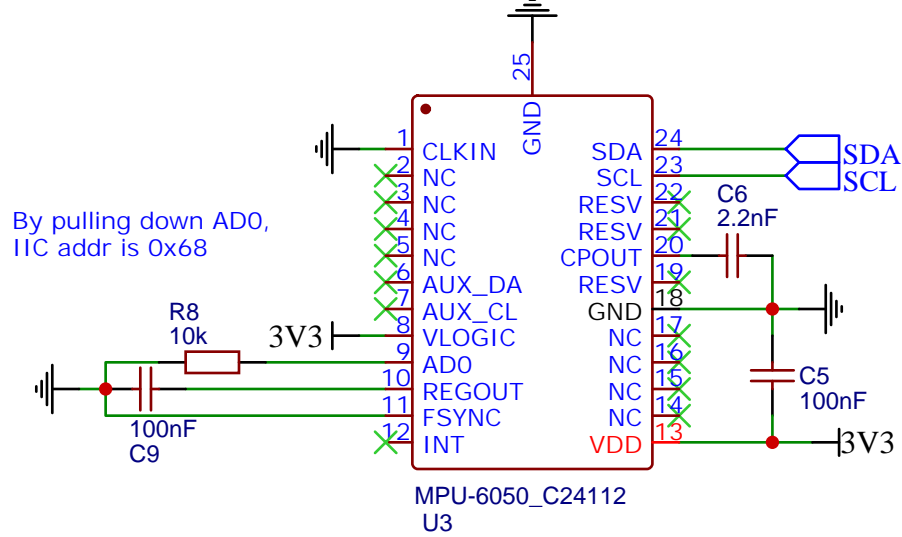 25
GND
1
CLKIN
2
NC
3
NC
4
NC
5
NC
6
AUX_DA
7
AUX_CL
8
VLOGIC
9
AD0
10
REGOUT
11
FSYNC
12
INT
SDA
24
SCL
23
RESV
22
RESV
21
CPOUT
20
RESV
19
GND
18
NC
17
NC
16
NC
15
NC
14
VDD
13
SDA
SCL
C6
2.2nF
By pulling down AD0,
IIC addr is 0x68
R8
10k
3V3
100nF
C9
C5
100nF
3V3
MPU-6050_C24112
U3